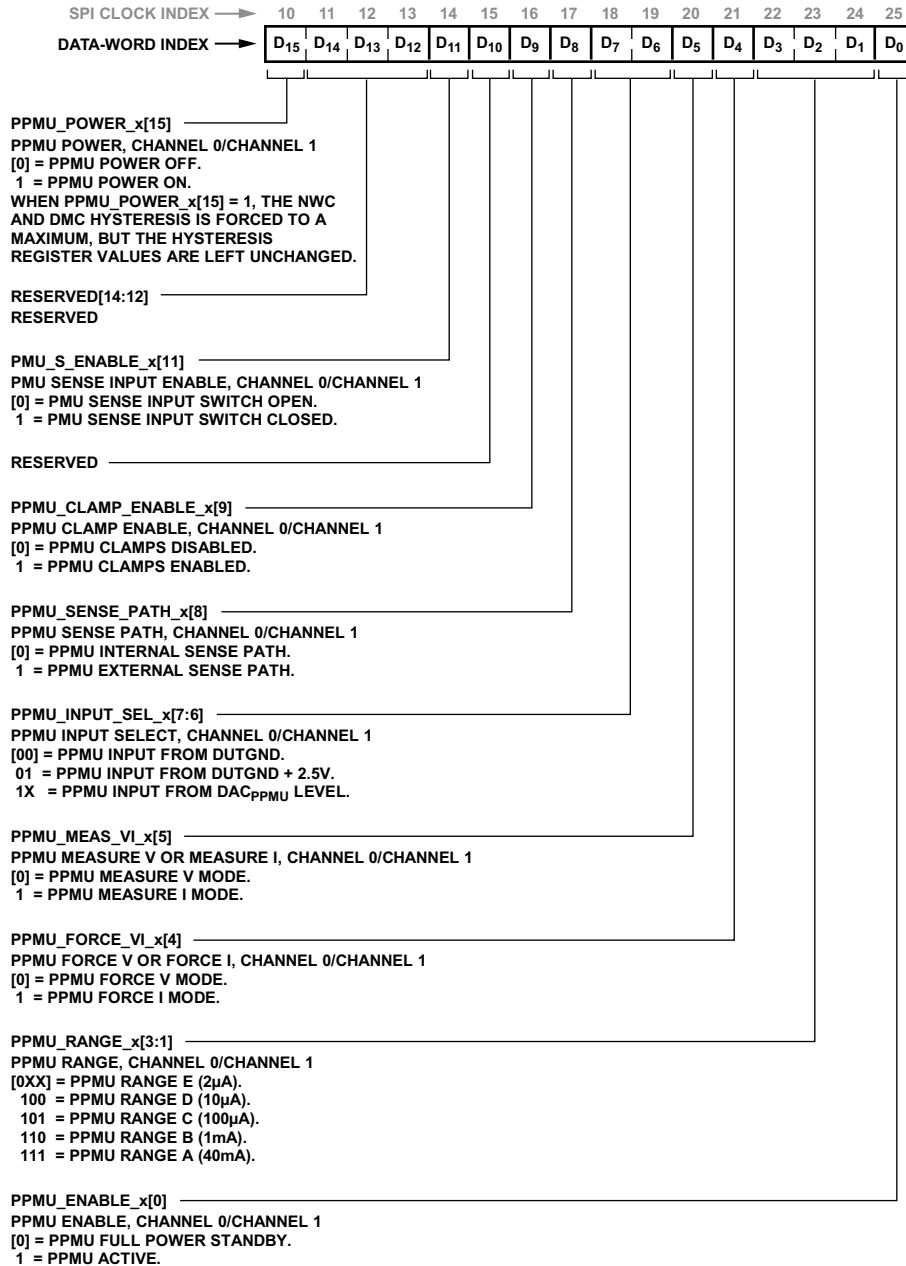 SPI CLOCK INDEX 10 11 12 13 14 15 16 17 18 19 20 21 22 23 24 25
DATA-WORD INDEX D15 D14 D13 D12 D11 D10 D9 D8 D7 D6 D5 D4 D3 D2 D1 D0
PPMU_POWER_x[15]
PPMU POWER, CHANNEL 0/CHANNEL 1
[0] = PPMU POWER OFF.
1 = PPMU POWER ON.
WHEN PPMU_POWER_x[15] = 1, THE NWC
AND DMC HYSTERESIS IS FORCED TO A
MAXIMUM, BUT THE HYSTERESIS
REGISTER VALUES ARE LEFT UNCHANGED.
RESERVED[14:12]
RESERVED
PMU_S_ENABLE_x[11]
PMU SENSE INPUT ENABLE, CHANNEL 0/CHANNEL 1
[0] = PMU SENSE INPUT SWITCH OPEN.
1 = PMU SENSE INPUT SWITCH CLOSED.
RESERVED
PPMU_CLAMP_ENABLE_x[9]
PPMU CLAMP ENABLE, CHANNEL 0/CHANNEL 1
[0] = PPMU CLAMPS DISABLED.
1 = PPMU CLAMPS ENABLED.
PPMU_SENSE_PATH_x[8]
PPMU SENSE PATH, CHANNEL 0/CHANNEL 1
[0] = PPMU INTERNAL SENSE PATH.
1 = PPMU EXTERNAL SENSE PATH.
PPMU_INPUT_SEL_x[7:6]
PPMU INPUT SELECT, CHANNEL 0/CHANNEL 1
[00] = PPMU INPUT FROM DUTGND.
01 = PPMU INPUT FROM DUTGND + 2.5V.
1X = PPMU INPUT FROM DACPPMU LEVEL.
PPMU_MEAS_VI_x[5]
PPMU MEASURE V OR MEASURE I, CHANNEL 0/CHANNEL 1
[0] = PPMU MEASURE V MODE.
1 = PPMU MEASURE I MODE.
PPMU_FORCE_VI_x[4]
PPMU FORCE V OR FORCE I, CHANNEL 0/CHANNEL 1
[0] = PPMU FORCE V MODE.
1 = PPMU FORCE I MODE.
PPMU_RANGE_x[3:1]
PPMU RANGE, CHANNEL 0/CHANNEL 1
[0XX] = PPMU RANGE E (2µA).
100 = PPMU RANGE D (10µA).
101 = PPMU RANGE C (100µA).
110 = PPMU RANGE B (1mA).
111 = PPMU RANGE A (40mA).
PPMU_ENABLE_x[0]
PPMU ENABLE, CHANNEL 0/CHANNEL 1
[0] = PPMU FULL POWER STANDBY.
1 = PPMU ACTIVE.